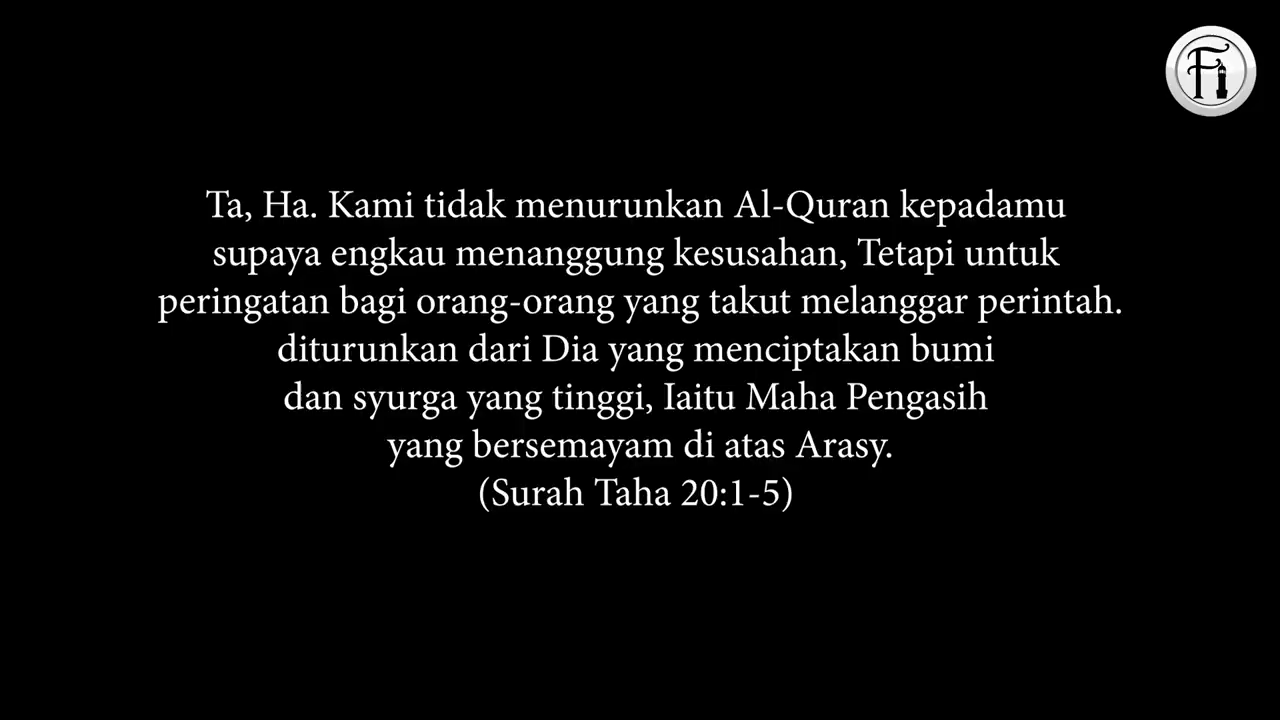 Fi
Ta, Ha. Kami tidak menurunkan Al-Quran kepadamu
supaya engkau menanggung kesusahan, Tetapi untuk
peringatan bagi orang-orang yang takut melanggar perintah.
diturunkan dari Dia yang menciptakan bumi
dan syurga yang tinggi, Iaitu Maha Pengasih
yang bersemayam di atas Arasy.
(Surah Taha 20:1-5)